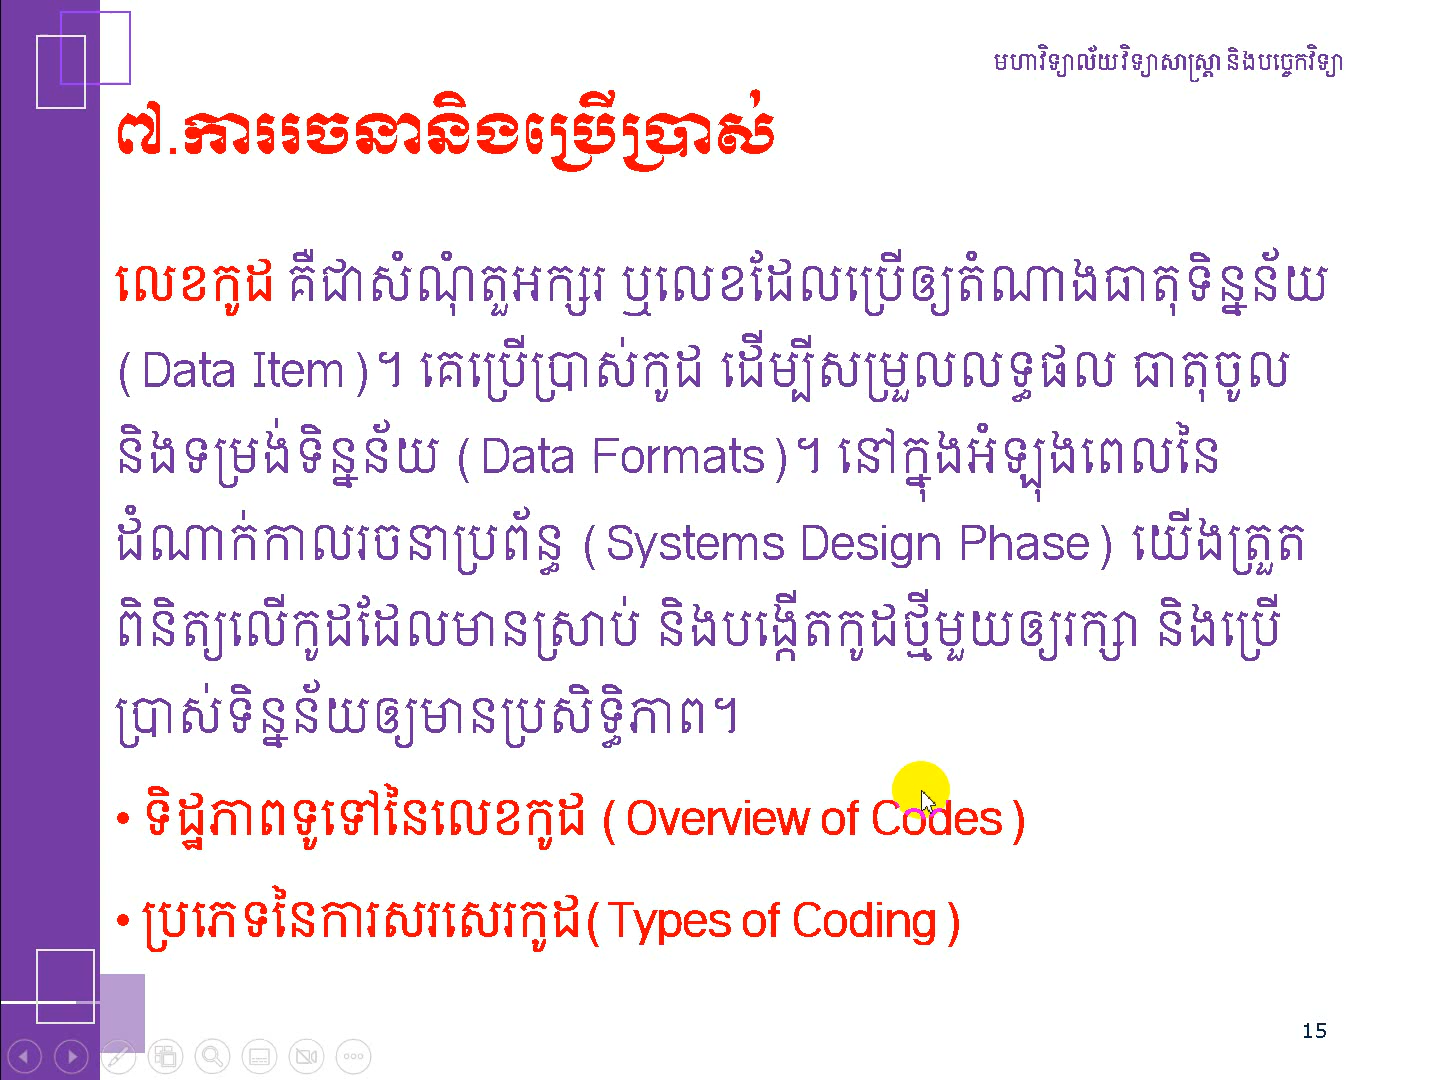 មហាវិទ្យាល័យវិទ្យាសាស្ត្រា និងបច្ចេកវិទ្យា
៧.ការរចនានិងប្រើប្រាស់
លេខកូដ គឺជាសំណុំតួអក្សរ ឬលេខដែលប្រើឲ្យតំណាងធាតុទិន្នន័យ
(Data Item)។ គេប្រើប្រាស់កូដ ដើម្បីសម្រួលលទ្ធផល ធាតុចូល
និងទម្រង់ទិន្នន័យ (Data Formats)។ នៅក្នុងអំឡុងពេលនៃ
ដំណាក់កាលរចនាប្រព័ន្ធ (Systems Design Phase) យើងត្រួត
ពិនិត្យលើកូដដែលមានស្រាប់ និងបង្កើតកូដថ្មីមួយឲ្យរក្សា និងប្រើ
ប្រាស់ទិន្នន័យឲ្យមានប្រសិទ្ធិភាព។
• ទិដ្ឋភាពទូទៅនៃលេខកូដ (Overview of Codes)
• ប្រភេទនៃការសរសេរកូដ(Types of Coding)
15